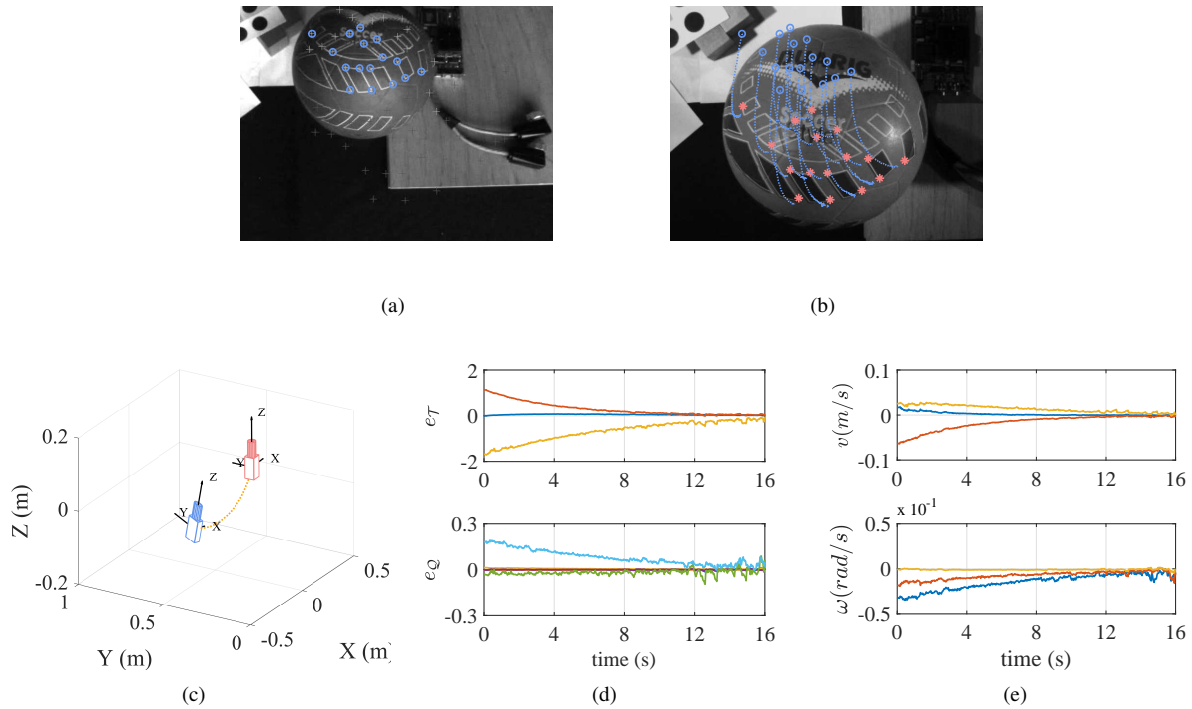 (a)
(b)
Z
X
Y
Z
X
Y
0.2
0
-0.2
Z (m)
1
0.5
0
Y (m)
-0.5
0
0.5
X (m)
(c)
2
0
-2
e_𝒯
0 4 8 12 16
0.3
0
-0.3
e_𝒬
0 4 8 12 16
time (s)
(d)
0.1
0
-0.1
v(m/s)
0 4 8 12 16
x 10⁻¹
0.5
0
-0.5
ω(rad/s)
0 4 8 12 16
time (s)
(e)